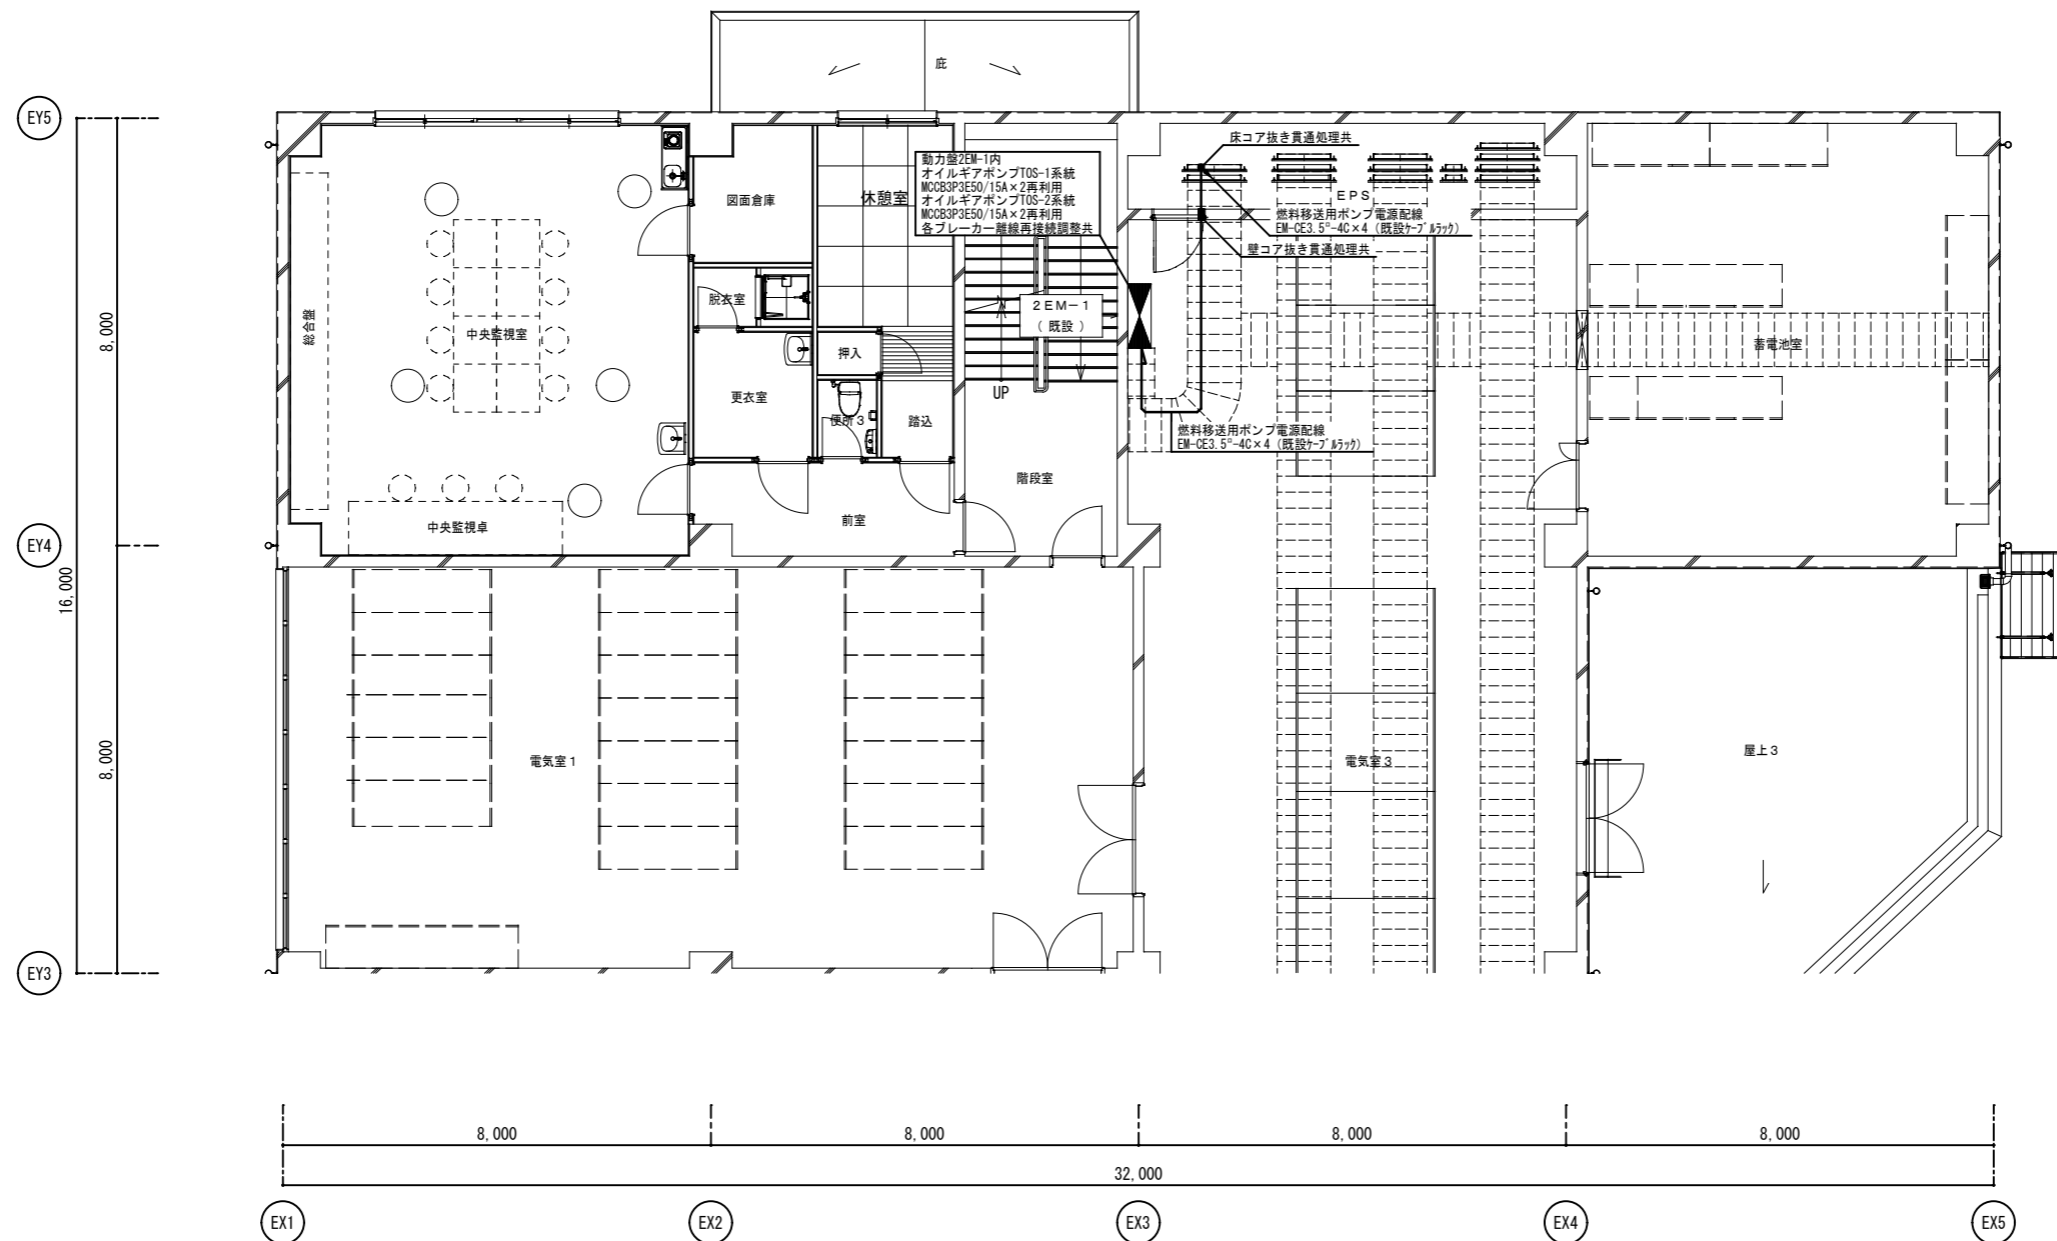 庇
EY5
床コア抜き貫通処理共
動力盤2EM-1内
オイルギアポンプTOS-1系統
MCCB3P3E50/15A×2再利用
オイルギアポンプTOS-2系統
MCCB3P3E50/15A×2再利用
各ブレーカー離線再接続調整共
図面倉庫
休憩室
EPS
燃料移送用ポンプ電源配線
EM-CE3.5□-4C×4 (既設ケーブルラック)
壁コア抜き貫通処理共
脱衣室
2EM-1
(既設)
総合盤
中央監視室
8,000
押入
蓄電池室
更衣室
UP
便所3
踏込
燃料移送用ポンプ電源配線
EM-CE3.5□-4C×4 (既設ケーブルラック)
階段室
中央監視卓
前室
EY4
16,000
8,000
電気室1
電気室3
屋上3
EY3
8,000
8,000
8,000
8,000
32,000
EX1
EX2
EX3
EX4
EX5